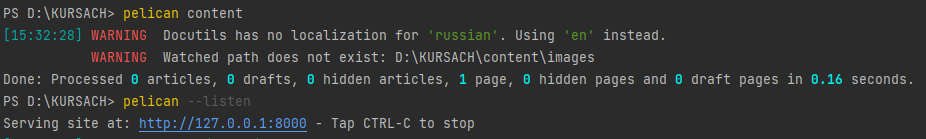 PS D:\KURSACH> pelican content
[15:32:28] WARNING  Docutils has no localization for 'russian'. Using 'en' instead.
           WARNING  Watched path does not exist: D:\KURSACH\content\images
Done: Processed 0 articles, 0 drafts, 0 hidden articles, 1 page, 0 hidden pages and 0 draft pages in 0.16 seconds.
PS D:\KURSACH> pelican --listen
Serving site at: http://127.0.0.1:8000 - Tap CTRL-C to stop